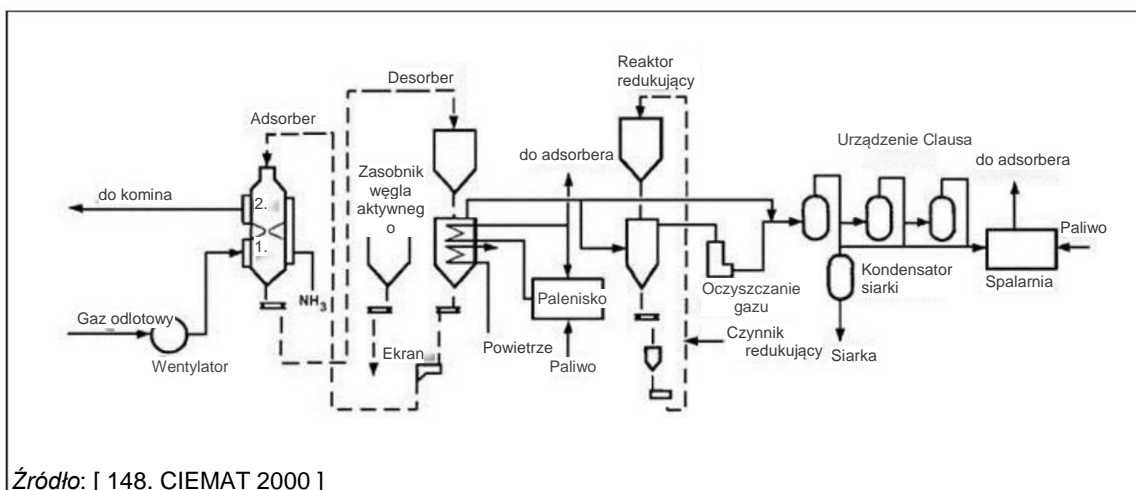 Desorber
Reaktor
redukujący
Adsorber
Urządzenie Clausa
do adsorbera
do adsorbera
Zasobnik
węgla
aktywneg
o
do komina
2.
1.
Paliwo
NH3
Kondensator
siarki
Spalarnia
Palenisko
Oczyszczanie
gazu
Gaz odlotowy
Wentylator
Ekran
Powietrze
Paliwo
Czynnik
redukujący
Siarka
Źródło: [ 148. CIEMAT 2000 ]